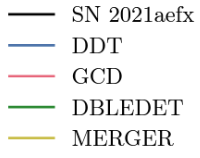 SN 2021aefx
DDT
GCD
DBLEDET
MERGER